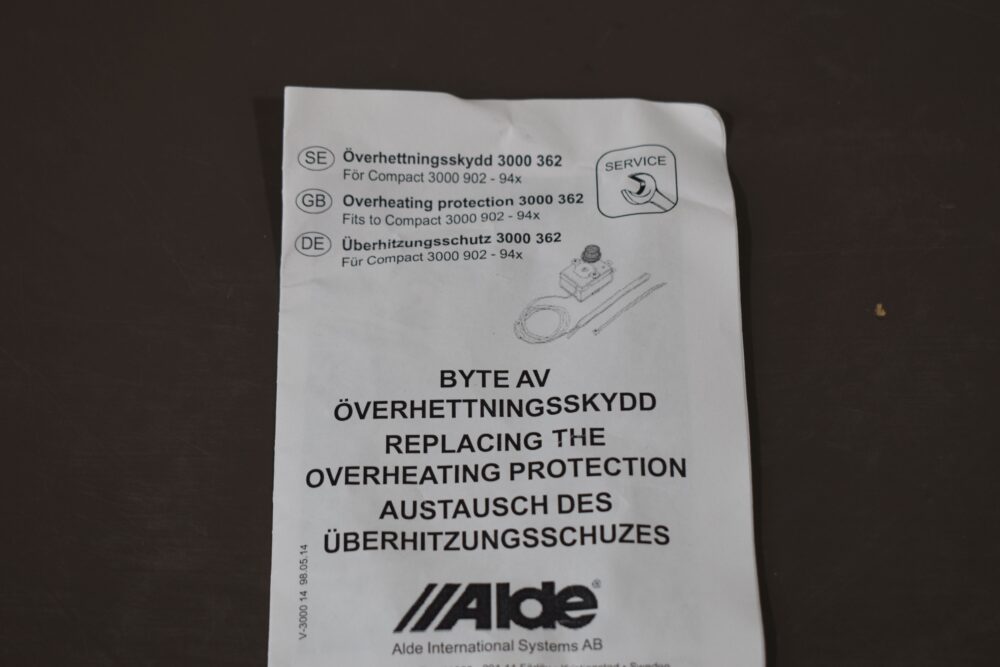 SE Överhettningsskydd 3000 362
För Compact 3000 902 - 94x
GB Overheating protection 3000 362
Fits to Compact 3000 902 - 94x
DE Überhitzungsschutz 3000 362
Für Compact 3000 902 - 94x
SERVICE
BYTE AV
ÖVERHETTNINGSSKYDD
REPLACING THE
OVERHEATING PROTECTION
AUSTAUSCH DES
ÜBERHITZUNGSSCHUZES
V-3000 14 98.05.14
Alde®
Alde International Systems AB